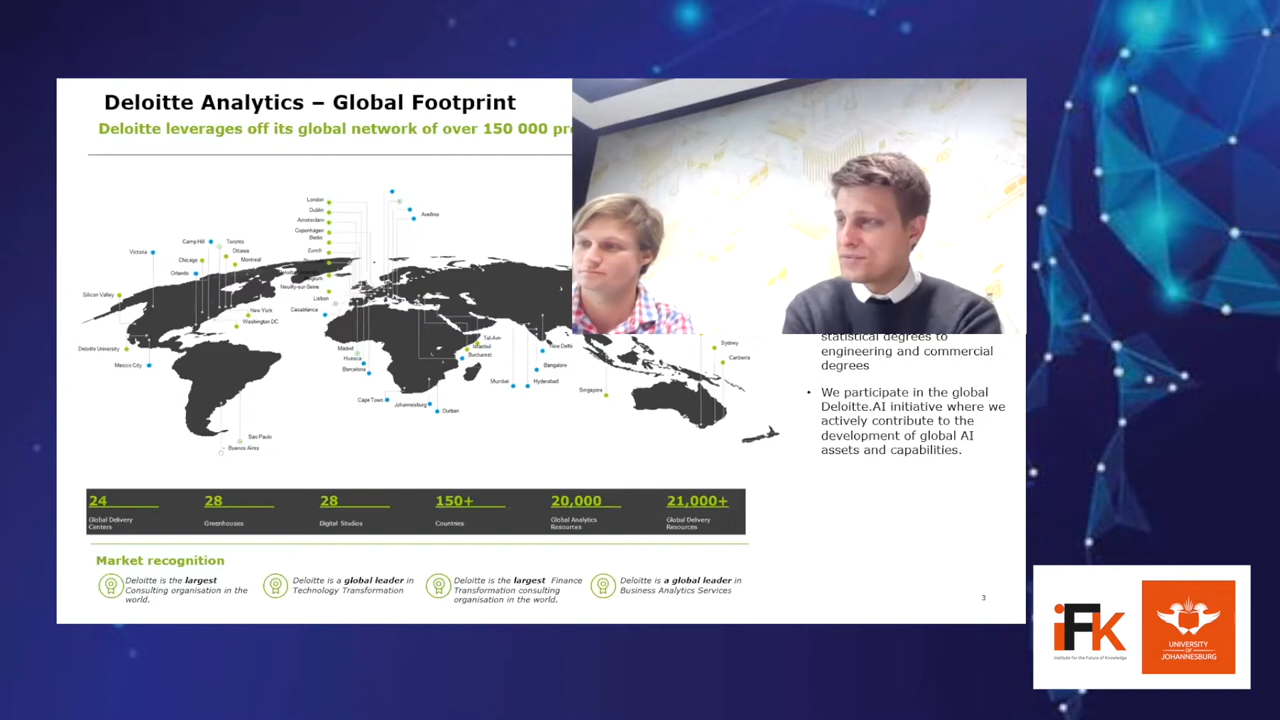 Deloitte Analytics – Global Footprint
Deloitte leverages off its global network of over 150 000
London
Dublin
Amsterdam
Copenhagen
Zurich
Avelino
Camp Hill
Toronto
Ottawa
Victoria
Chicago
Montreal
Orlando
Neuilly-sur-Seine
Silicon Valley
Lisbon
Casablanca
New York
Washington DC
Deloitte University
Mexico City
Madrid
Huesca
Barcelona
Tel Aviv
Istanbul
Bucharest
New Delhi
Bangalore
Mumbai
Hyderabad
Cape Town
Johannesburg
Durban
Singapore
Sydney
Canberra
Sao Paulo
Buenos Aires
statistical degrees to
engineering and commercial
degrees
• We participate in the global
Deloitte.AI initiative where we
actively contribute to the
development of global AI
assets and capabilities.
24
Global Delivery
Centers
28
Greenhouses
28
Digital Studios
150+
Countries
20,000
Global Analytics
Resources
21,000+
Global Delivery
Resources
Market recognition
Deloitte is the largest
Consulting organisation in the
world.
Deloitte is a global leader in
Technology Transformation
Deloitte is the largest Finance
Transformation consulting
organisation in the world.
Deloitte is a global leader in
Business Analytics Services
3
iFK
Institute for the Future of Knowledge
UNIVERSITY
OF
JOHANNESBURG